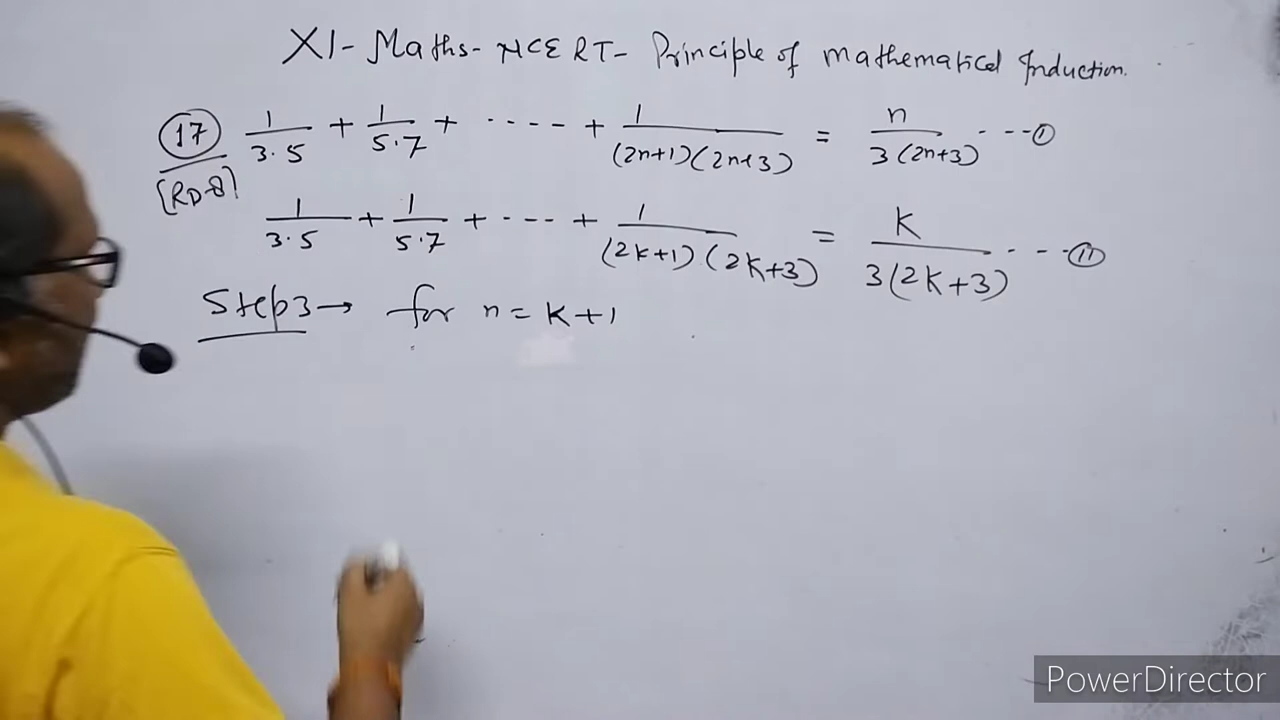 XI - Maths - NCERT - Principle of mathematical Induction.
(17) 1/3.5 + 1/5.7 + ---- + 1/(2n+1)(2n+3) = n/3(2n+3) --- (I)
[RD-8]
1/3.5 + 1/5.7 + ---- + 1/(2k+1)(2k+3) = k/3(2k+3) --- (II)
Step3 → for n = k+1
PowerDirector